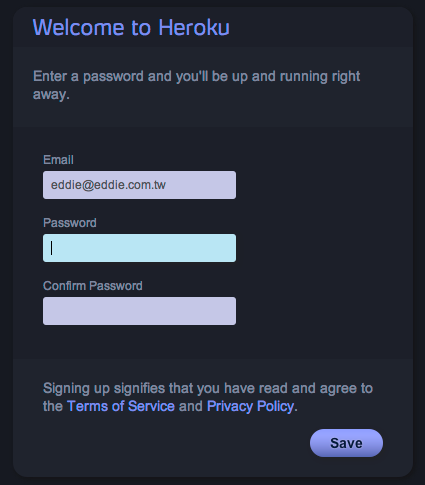 Welcome to Heroku
Enter a password and you'll be up and running right
away.
Email
eddie@eddie.com.tw
Password
Confirm Password
Signing up signifies that you have read and agree to
the Terms of Service and Privacy Policy.
Save